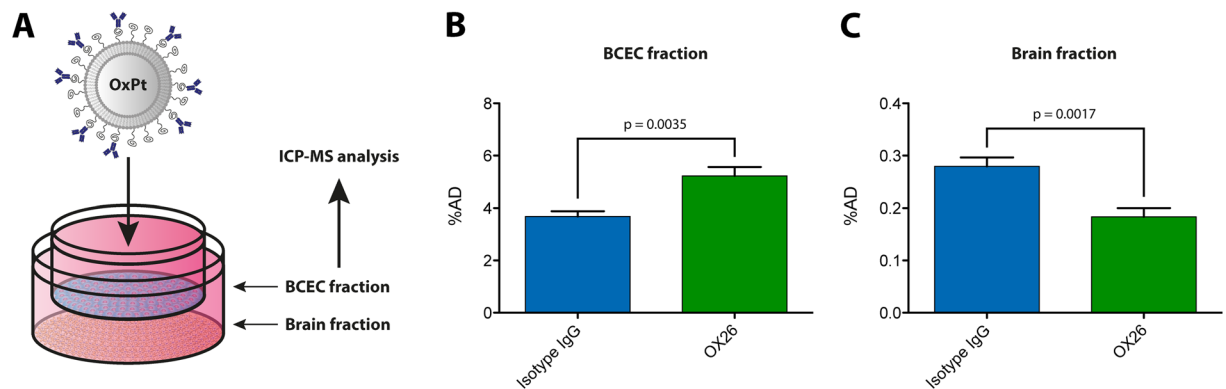 A
OxPt
ICP-MS analysis
BCEC fraction
Brain fraction
B
BCEC fraction
8
6
4
2
0
%AD
p = 0.0035
Isotype IgG
OX26
C
Brain fraction
0.4
0.3
0.2
0.1
0.0
%AD
p = 0.0017
Isotype IgG
OX26